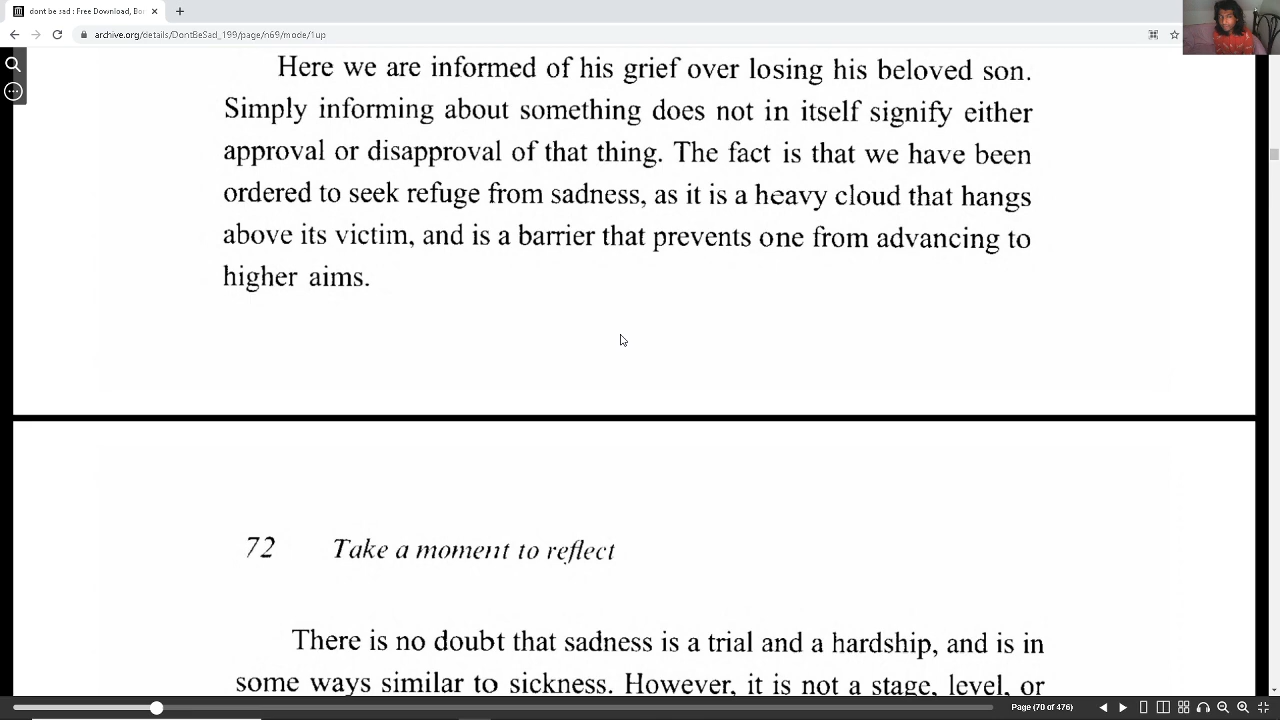 dont be sad : Free Download, Bo
archive.org/details/DontBeSad_199/page/n69/mode/1up
Here we are informed of his grief over losing his beloved son.
Simply informing about something does not in itself signify either
approval or disapproval of that thing. The fact is that we have been
ordered to seek refuge from sadness, as it is a heavy cloud that hangs
above its victim, and is a barrier that prevents one from advancing to
higher aims.
72 Take a moment to reflect
There is no doubt that sadness is a trial and a hardship, and is in
some ways similar to sickness. However, it is not a stage, level, or
Page (70 of 476)